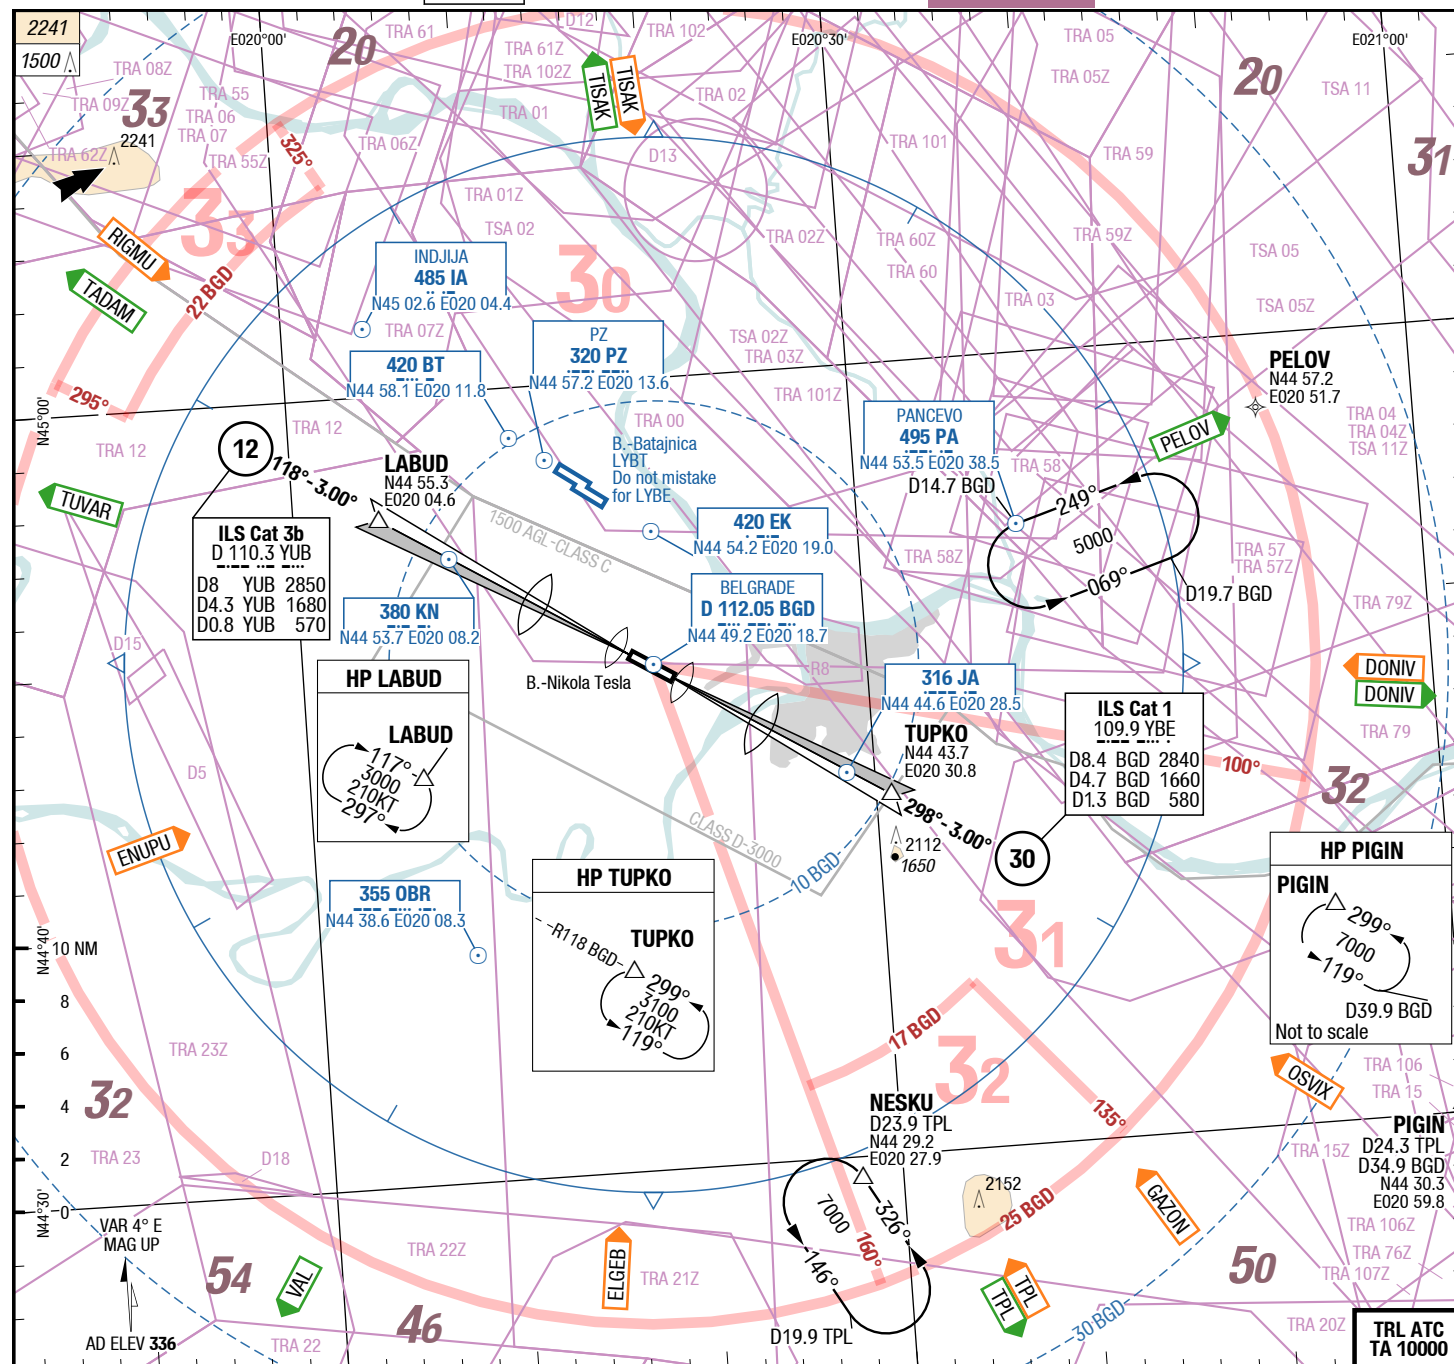 2241
1500
E020°00'
20
TRA 61
D12
TRA 102
E020°30'
TRA 05
E021°00'
TRA 61Z
TRA 102Z
TISAK
TISAK
TRA 05Z
20
TSA 11
TRA 08Z
TRA 09Z
33
TRA 55
TRA 06
TRA 07
TRA 55Z
TRA 62Z
2241
325°
TRA 06Z
TRA 01
TRA 02
D13
TRA 101
TRA 59
31
33
TRA 01Z
TSA 02
TRA 02Z
TRA 60Z
TRA 60
TRA 59Z
TSA 05
RIGMU
TADAM
22 BGD
INDJIJA
485 IA
N45 02.6 E020 04.4
30
TRA 03
TSA 05Z
TRA 07Z
PZ
320 PZ
N44 57.2 E020 13.6
TSA 02Z
TRA 03Z
420 BT
N44 58.1 E020 11.8
PELOV
N44 57.2
E020 51.7
295°
N45°00'
TRA 12
TRA 12
TRA 101Z
TRA 00
B.-Batajnica
LYBT
Do not mistake
for LYBE
PANCEVO
495 PA
N44 53.5 E020 38.5
D14.7 BGD
PELOV
TRA 04
TRA 04Z
TSA 11Z
12
118°-3.00°
LABUD
N44 55.3
E020 04.6
TRA 58
249°
5000
069°
D19.7 BGD
TUVAR
1500 AGL-CLASS C
ILS Cat 3b
D 110.3 YUB
D8 YUB 2850
D4.3 YUB 1680
D0.8 YUB 570
420 EK
N44 54.2 E020 19.0
TRA 58Z
TRA 57
TRA 57Z
380 KN
N44 53.7 E020 08.2
BELGRADE
D 112.05 BGD
N44 49.2 E020 18.7
TRA 79Z
D15
R8
B.-Nikola Tesla
316 JA
N44 44.6 E020 28.5
DONIV
DONIV
HP LABUD
LABUD
117°
3000
210KT
297°
TUPKO
N44 43.7
E020 30.8
ILS Cat 1
109.9 YBE
D8.4 BGD 2840
D4.7 BGD 1660
D1.3 BGD 580
TRA 79
100°
32
D5
298°-3.00°
30
2112
1650
ENUPU
CLASS D-3000
10 BGD
HP PIGIN
PIGIN
299°
7000
119°
D39.9 BGD
Not to scale
HP TUPKO
R118 BGD
TUPKO
299°
3100
210KT
119°
355 OBR
N44 38.6 E020 08.3
31
N44°40'
10 NM
8
6
4
2
0
17 BGD
TRA 23Z
32
32
OSVIX
TRA 106
TRA 15
NESKU
D23.9 TPL
N44 29.2
E020 27.9
135°
PIGIN
D24.3 TPL
D34.9 BGD
N44 30.3
E020 59.8
TRA 23
D18
TRA 15Z
2152
25 BGD
GAZON
N44°30'
VAR 4° E
MAG UP
TRA 22Z
326°
7000
146°
160°
TRA 106Z
TRA 76Z
TRA 107Z
50
54
VAL
ELGEB
TRA 21Z
TPL
TPL
30 BGD
AD ELEV 336
46
TRA 22
D19.9 TPL
TRA 20Z
TRL ATC
TA 10000